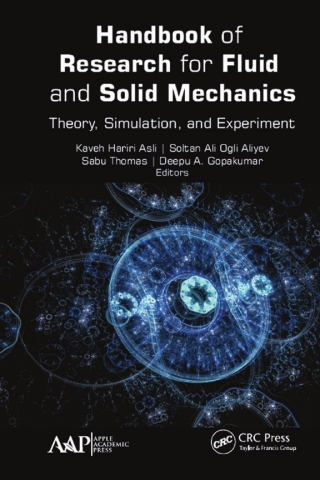 Handbook of
Research for Fluid
and Solid Mechanics
Theory, Simulation, and Experiment
Kaveh Hariri Asli | Soltan Ali Ogli Aliyev
Sabu Thomas | Deepu A. Gopakumar
Editors
AAP APPLE
ACADEMIC
PRESS
CRC CRC Press
Taylor & Francis Group